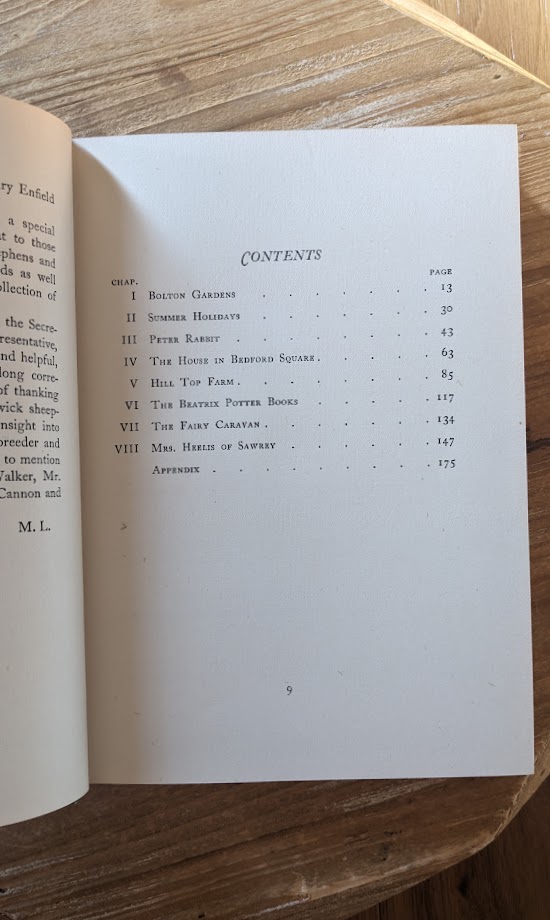 ry Enfield
a special
t to those
phens and
ds as well
llection of
the Secre-
resentative,
nd helpful,
long corre-
of thanking
wick sheep-
nsight into
breeder and
to mention
Walker, Mr.
Cannon and
M. L.
CONTENTS
CHAP. PAGE
I BOLTON GARDENS . . . . . . . 13
II SUMMER HOLIDAYS . . . . . . . 30
III PETER RABBIT . . . . . . . 43
IV THE HOUSE IN BEDFORD SQUARE . . . . . 63
V HILL TOP FARM . . . . . . . . 85
VI THE BEATRIX POTTER BOOKS . . . . . 117
VII THE FAIRY CARAVAN . . . . . . . 134
VIII MRS. HEELIS OF SAWREY . . . . . . 147
APPENDIX . . . . . . . . . 175
9